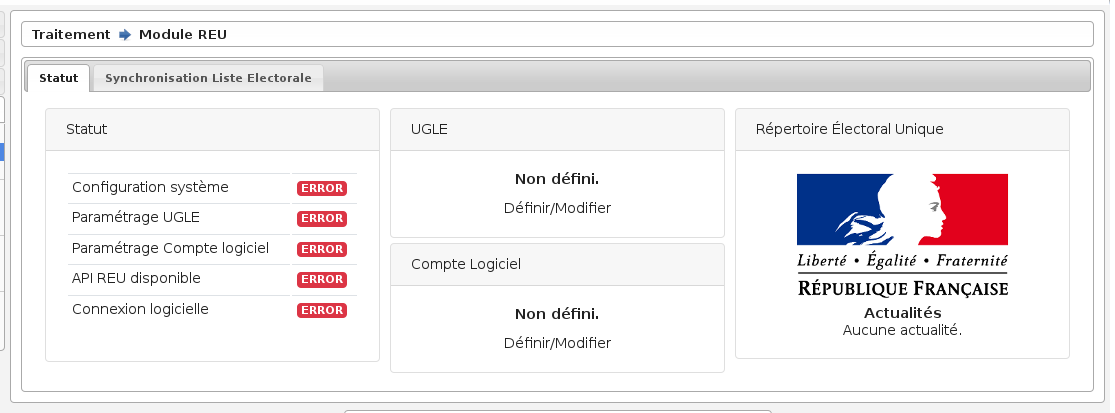 Traitement Module REU
Statut Synchronisation Liste Electorale
Statut
Configuration système ERROR
Paramétrage UGLE ERROR
Paramétrage Compte logiciel ERROR
API REU disponible ERROR
Connexion logicielle ERROR
UGLE
Non défini.
Définir/Modifier
Compte Logiciel
Non défini.
Définir/Modifier
Répertoire Électoral Unique
Liberté • Égalité • Fraternité
RÉPUBLIQUE FRANÇAISE
Actualités
Aucune actualité.